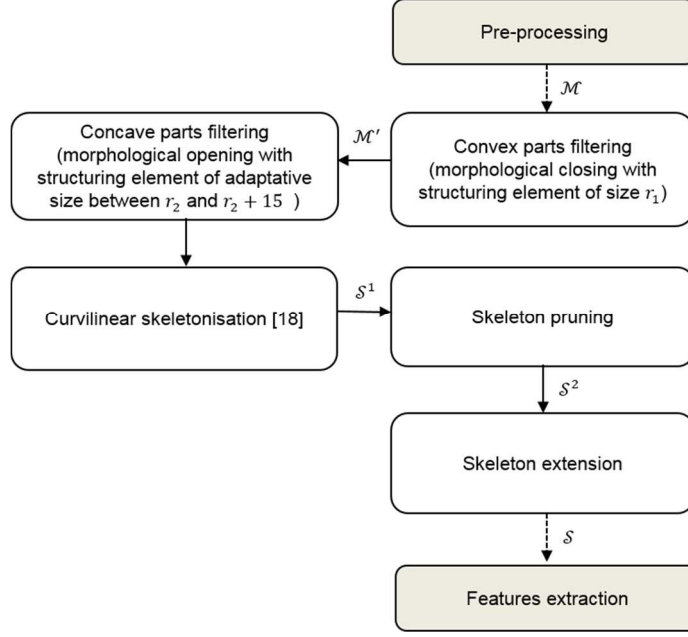 Pre-processing
ℳ
Convex parts filtering
(morphological closing with
structuring element of size r₁)
ℳ′
Concave parts filtering
(morphological opening with
structuring element of adaptative
size between r₂ and r₂ + 15 )
Curvilinear skeletonisation [18]
𝒮¹
Skeleton pruning
𝒮²
Skeleton extension
𝒮
Features extraction